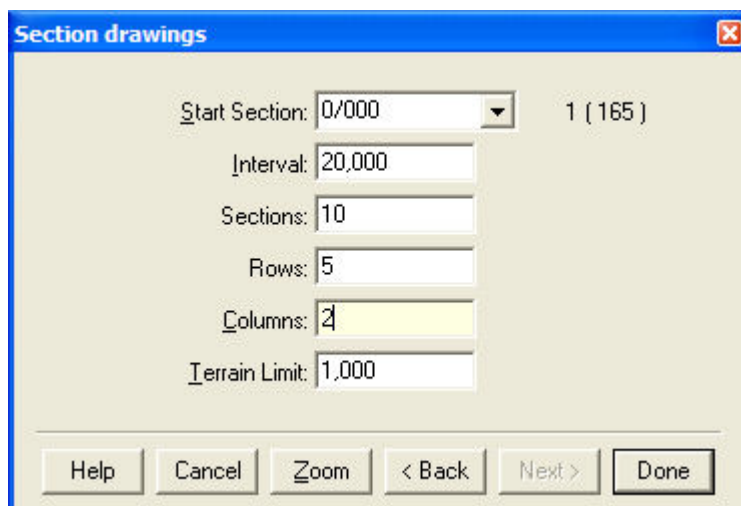 Section drawings
Start Section: 0/000 1 ( 165 )
Interval: 20,000
Sections: 10
Rows: 5
Columns: 2
Terrain Limit: 1,000
Help Cancel Zoom < Back Next > Done